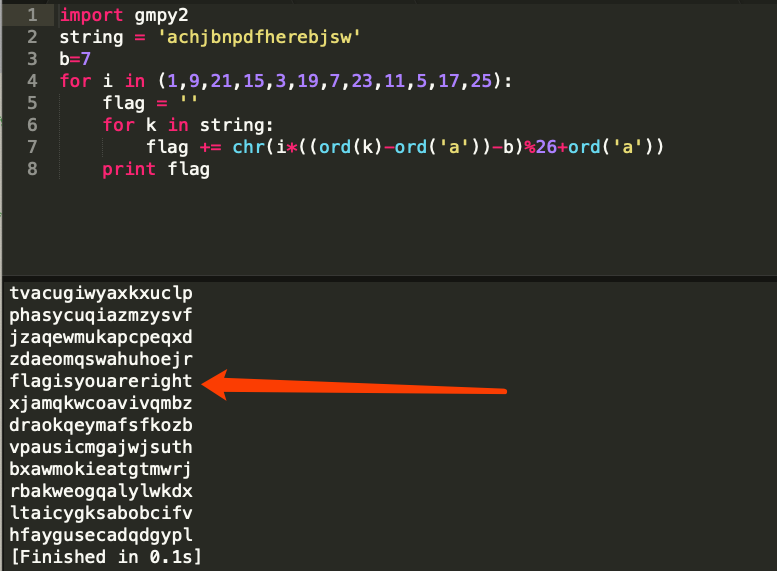 1 import gmpy2
2 string = 'achjbnpdfherebjsw'
3 b=7
4 for i in (1,9,21,15,3,19,7,23,11,5,17,25):
5     flag = ''
6     for k in string:
7         flag += chr(i*((ord(k)-ord('a'))-b)%26+ord('a'))
8     print flag
tvacugiwyaxkxuclp
phasycuqiazmzysvf
jzaqewmukapcpeqxd
zdaeomqswahuhoejr
flagisyouareright
xjamqkwcoavivqmbz
draokqeymafsfkozb
vpausicmgajwjsuth
bxawmokieatgtmwrj
rbakweogqalylwkdx
ltaicygksabobcifv
hfaygusecadqdgypl
[Finished in 0.1s]